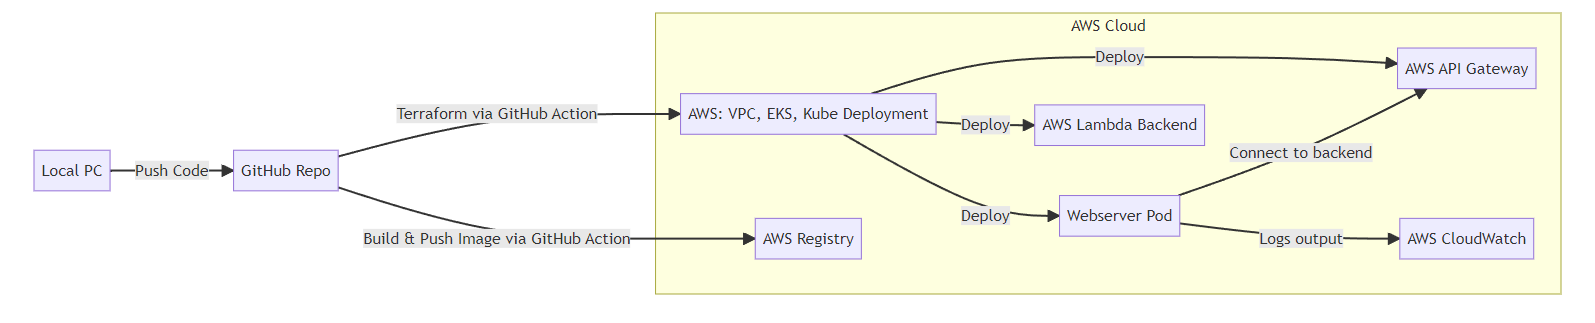 AWS Cloud
Deploy
AWS API Gateway
Terraform via GitHub Action
AWS: VPC, EKS, Kube Deployment
Deploy
AWS Lambda Backend
Connect to backend
Local PC
Push Code
GitHub Repo
Deploy
Webserver Pod
Build & Push Image via GitHub Action
AWS Registry
Logs output
AWS CloudWatch